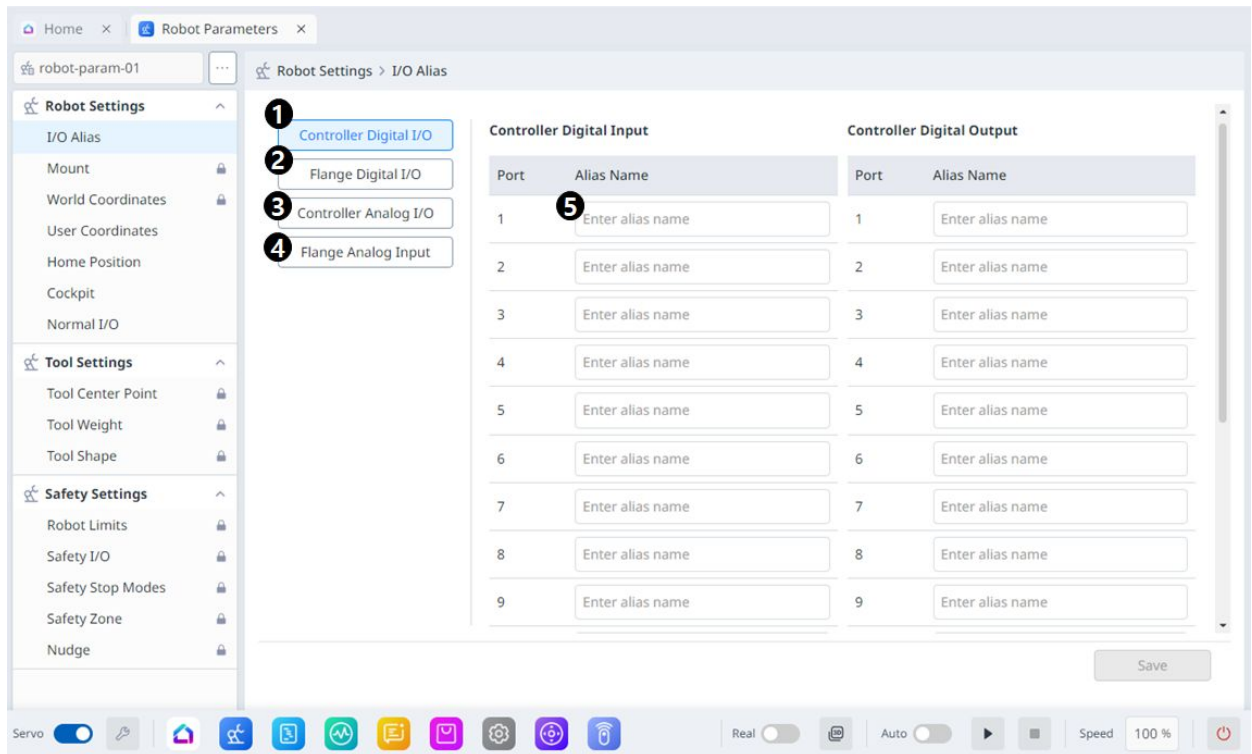 Home
Robot Parameters
robot-param-01
...
Robot Settings > I/O Alias
Robot Settings
I/O Alias
Mount
World Coordinates
User Coordinates
Home Position
Cockpit
Normal I/O
Tool Settings
Tool Center Point
Tool Weight
Tool Shape
Safety Settings
Robot Limits
Safety I/O
Safety Stop Modes
Safety Zone
Nudge
1
Controller Digital I/O
2
Flange Digital I/O
3
Controller Analog I/O
4
Flange Analog Input
Controller Digital Input
Port Alias Name
5
1 Enter alias name
2 Enter alias name
3 Enter alias name
4 Enter alias name
5 Enter alias name
6 Enter alias name
7 Enter alias name
8 Enter alias name
9 Enter alias name
Controller Digital Output
Port Alias Name
1 Enter alias name
2 Enter alias name
3 Enter alias name
4 Enter alias name
5 Enter alias name
6 Enter alias name
7 Enter alias name
8 Enter alias name
9 Enter alias name
Save
Servo
Real
3D
Auto
Speed 100 %